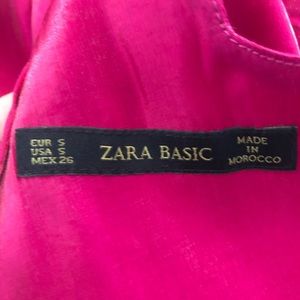 EUR S
USA S
MEX 26
ZARA BASIC
MADE
IN
MOROCCO